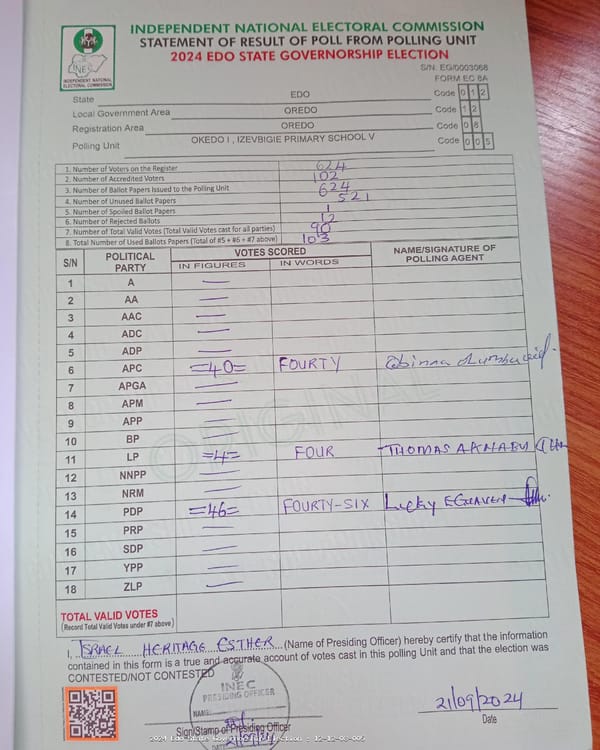 INDEPENDENT NATIONAL ELECTORAL COMMISSION
STATEMENT OF RESULT OF POLL FROM POLLING UNIT
2024 EDO STATE GOVERNORSHIP ELECTION
INEC
INDEPENDENT NATIONAL
ELECTORAL COMMISSION
S/N. EG/0003068
FORM EC 8A
State EDO Code 0 1 2
Local Government Area OREDO Code 1 2
Registration Area OREDO Code 0 8
Polling Unit OKEDO I , IZEVBIGIE PRIMARY SCHOOL V Code 0 0 5
1. Number of Voters on the Register 624
2. Number of Accredited Voters 102
3. Number of Ballot Papers Issued to the Polling Unit 624
4. Number of Unused Ballot Papers 521
5. Number of Spoiled Ballot Papers 1
6. Number of Rejected Ballots 12
7. Number of Total Valid Votes (Total Valid Votes cast for all parties) 90
8. Total Number of Used Ballots Papers (Total of #5 + #6 + #7 above) 103
S/N POLITICAL PARTY VOTES SCORED NAME/SIGNATURE OF POLLING AGENT
IN FIGURES IN WORDS
1 A —
2 AA —
3 AAC —
4 ADC —
5 ADP —
6 APC =40= FOURTY
7 APGA —
8 APM —
9 APP —
10 BP —
11 LP =4= FOUR THOMAS
12 NNPP —
13 NRM —
14 PDP =46= FOURTY-SIX Lucky
15 PRP —
16 SDP —
17 YPP —
18 ZLP —
ORIGINAL
TOTAL VALID VOTES
(Record Total Valid Votes under #7 above)
I, ISRAEL HERITAGE ESTHER (Name of Presiding Officer) hereby certify that the information
contained in this form is a true and accurate account of votes cast in this polling Unit and that the election was
CONTESTED/NOT CONTESTED
INEC
PRESIDING OFFICER
NAME:
DATE 21/09/24
21/09/2024
Sign/Stamp of Presiding Officer
Date